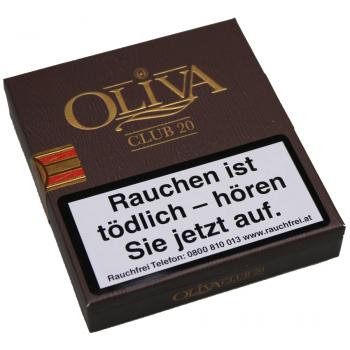 OLIVA
CLUB 20
Rauchen ist
tödlich – hören
Sie jetzt auf.
Rauchfrei Telefon: 0800 810 013 www.rauchfrei.at
OLIVA CLUB 20